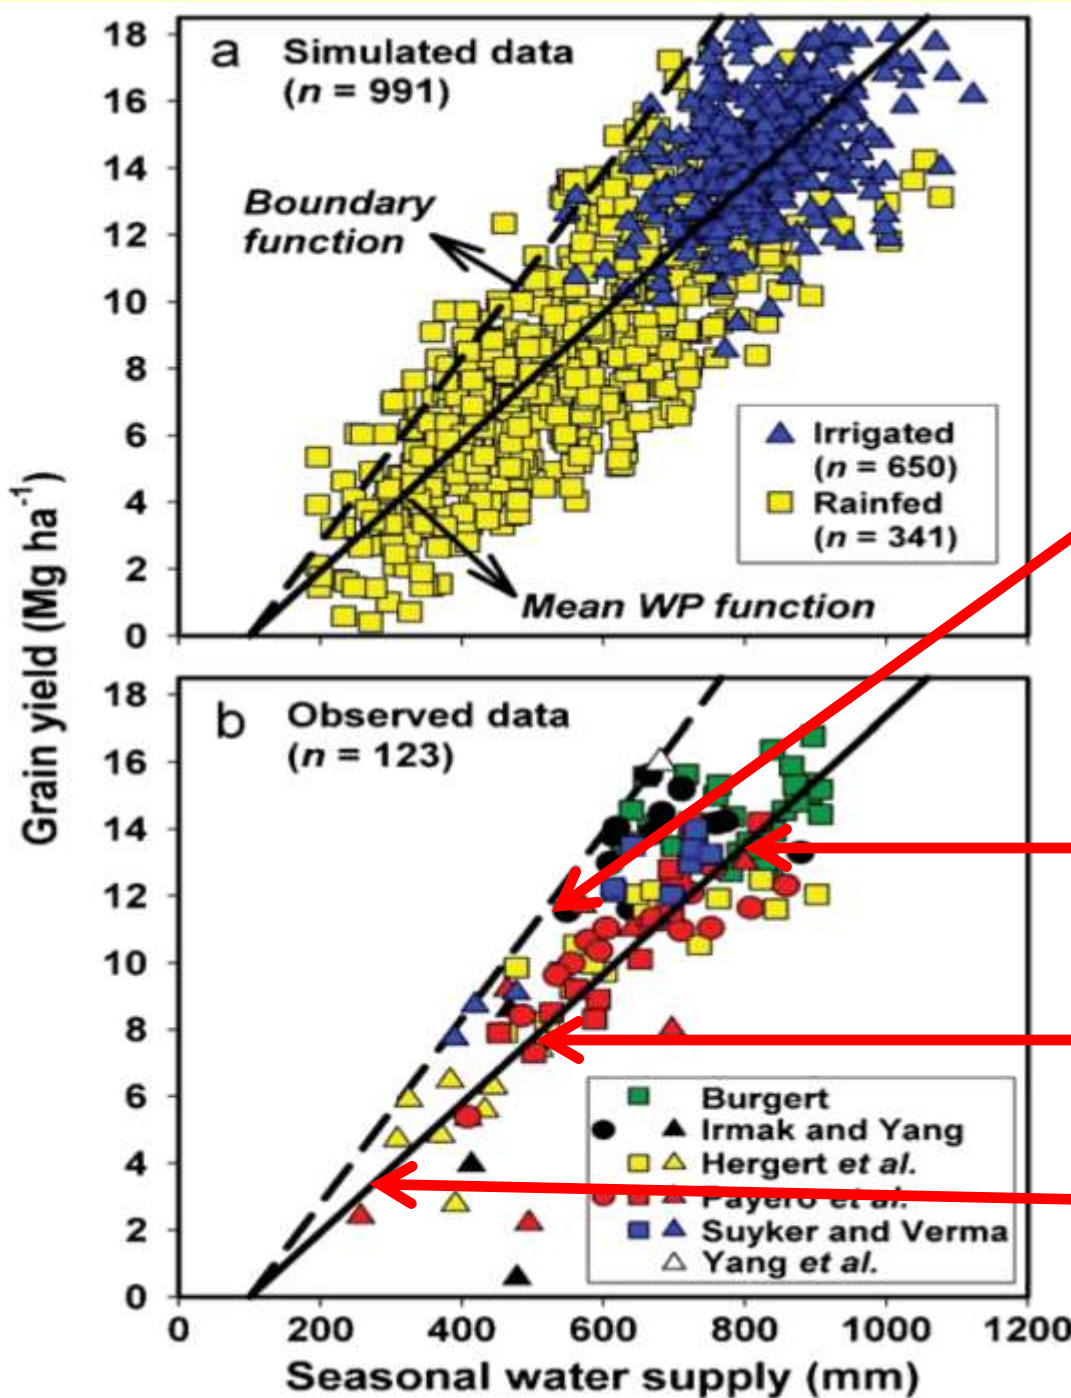 a Simulated data
(n = 991)
Boundary
function
Irrigated
(n = 650)
Rainfed
(n = 341)
Mean WP function
18
16
14
12
10
8
6
4
2
0
Grain yield (Mg ha⁻¹)
b Observed data
(n = 123)
18
16
14
12
10
8
6
4
2
0
Burgert
Irmak and Yang
Hergert et al.
Payero et al.
Suyker and Verma
Yang et al.
0 200 400 600 800 1000 1200
Seasonal water supply (mm)